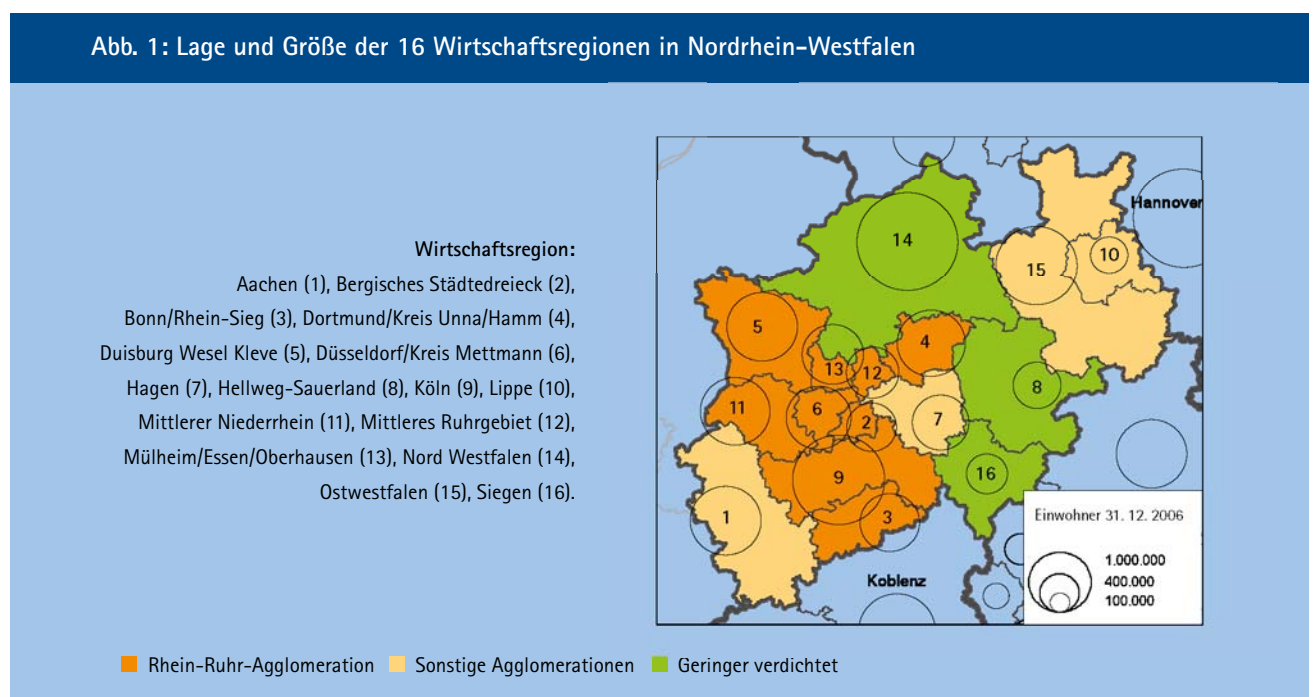 Abb. 1: Lage und Größe der 16 Wirtschaftsregionen in Nordrhein-Westfalen
Wirtschaftsregion:
Aachen (1), Bergisches Städtedreieck (2),
Bonn/Rhein-Sieg (3), Dortmund/Kreis Unna/Hamm (4),
Duisburg Wesel Kleve (5), Düsseldorf/Kreis Mettmann (6),
Hagen (7), Hellweg-Sauerland (8), Köln (9), Lippe (10),
Mittlerer Niederrhein (11), Mittleres Ruhrgebiet (12),
Mülheim/Essen/Oberhausen (13), Nord Westfalen (14),
Ostwestfalen (15), Siegen (16).
Hannover
14
10
15
5
4
13
12
8
11
6
2
7
9
16
1
3
Koblenz
Einwohner 31. 12. 2006
1.000.000
400.000
100.000
Rhein-Ruhr-Agglomeration
Sonstige Agglomerationen
Geringer verdichtet